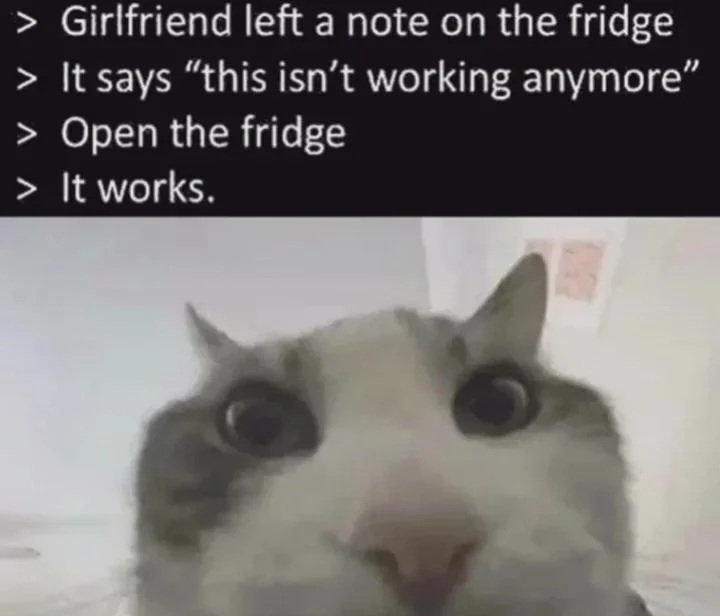 > Girlfriend left a note on the fridge
> It says “this isn’t working anymore”
> Open the fridge
> It works.